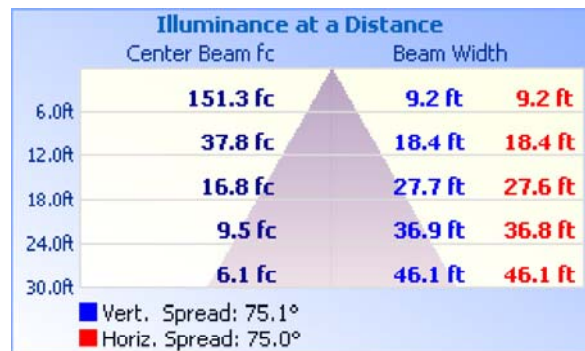 Illuminance at a Distance
Center Beam fc Beam Width
6.0ft 151.3 fc 9.2 ft 9.2 ft
12.0ft 37.8 fc 18.4 ft 18.4 ft
18.0ft 16.8 fc 27.7 ft 27.6 ft
24.0ft 9.5 fc 36.9 ft 36.8 ft
30.0ft 6.1 fc 46.1 ft 46.1 ft
Vert. Spread: 75.1°
Horiz. Spread: 75.0°